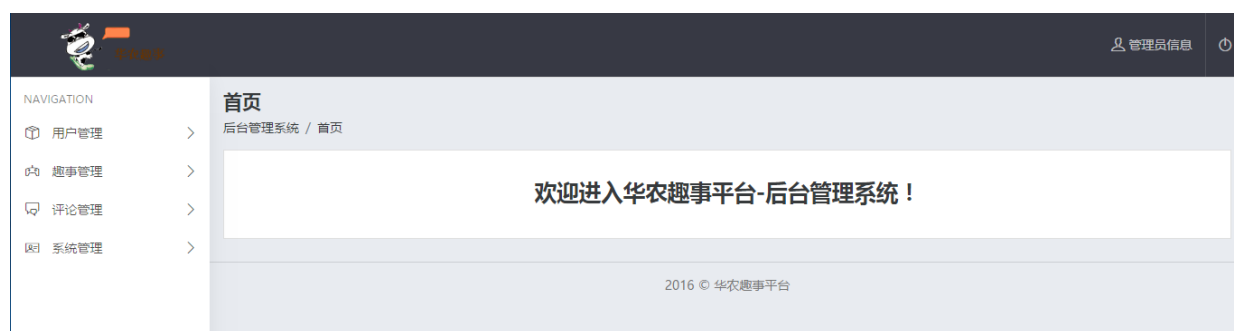 管理员信息
NAVIGATION
用户管理
趣事管理
评论管理
系统管理
首页
后台管理系统 / 首页
欢迎进入华农趣事平台-后台管理系统！
2016 © 华农趣事平台